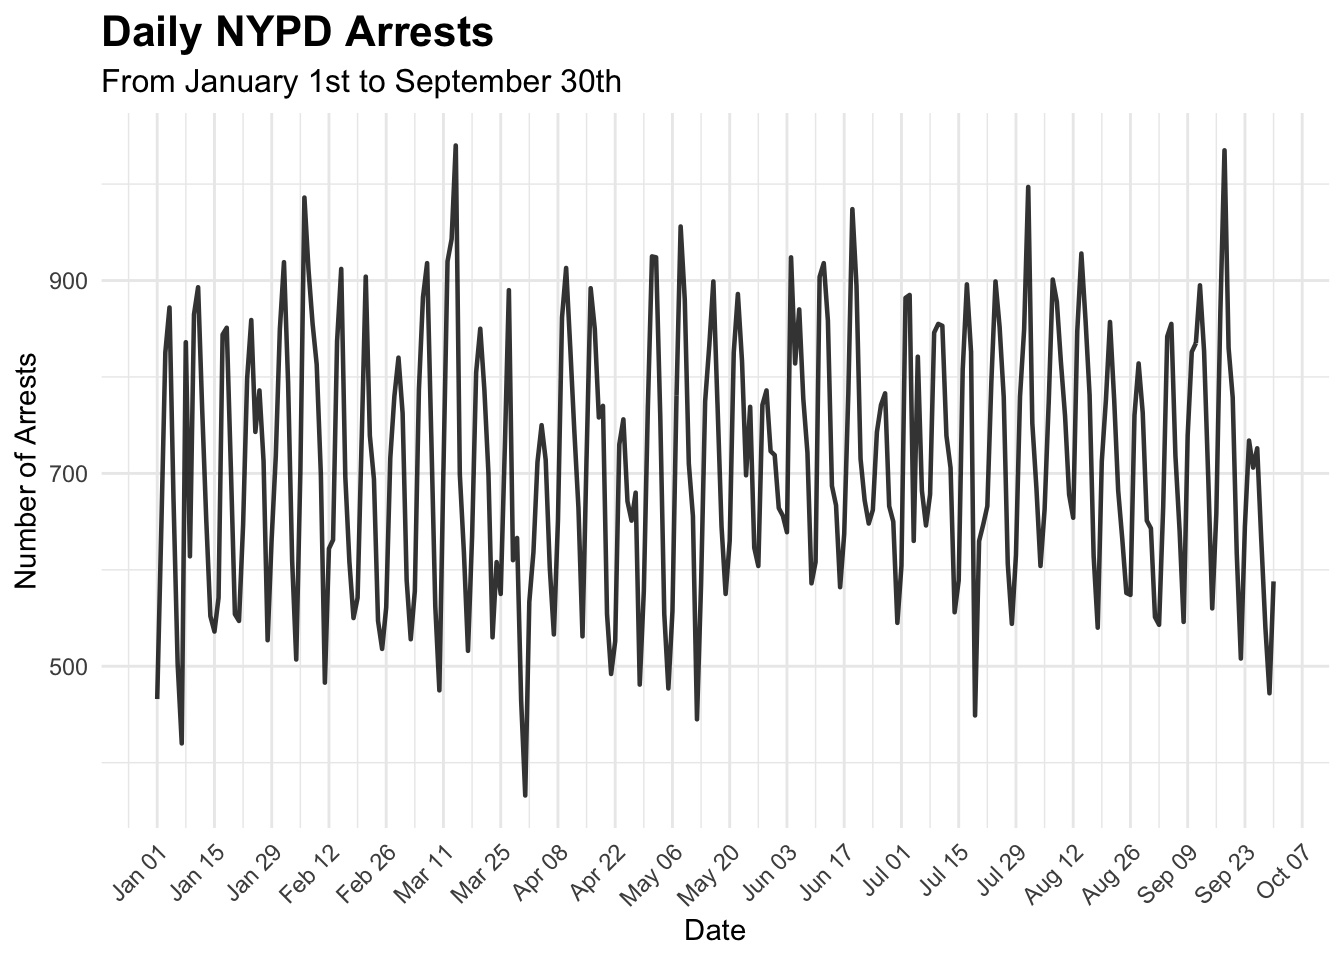 Daily NYPD Arrests
From January 1st to September 30th
Number of Arrests
900
700
500
Jan 01
Jan 15
Jan 29
Feb 12
Feb 26
Mar 11
Mar 25
Apr 08
Apr 22
May 06
May 20
Jun 03
Jun 17
Jul 01
Jul 15
Jul 29
Aug 12
Aug 26
Sep 09
Sep 23
Oct 07
Date